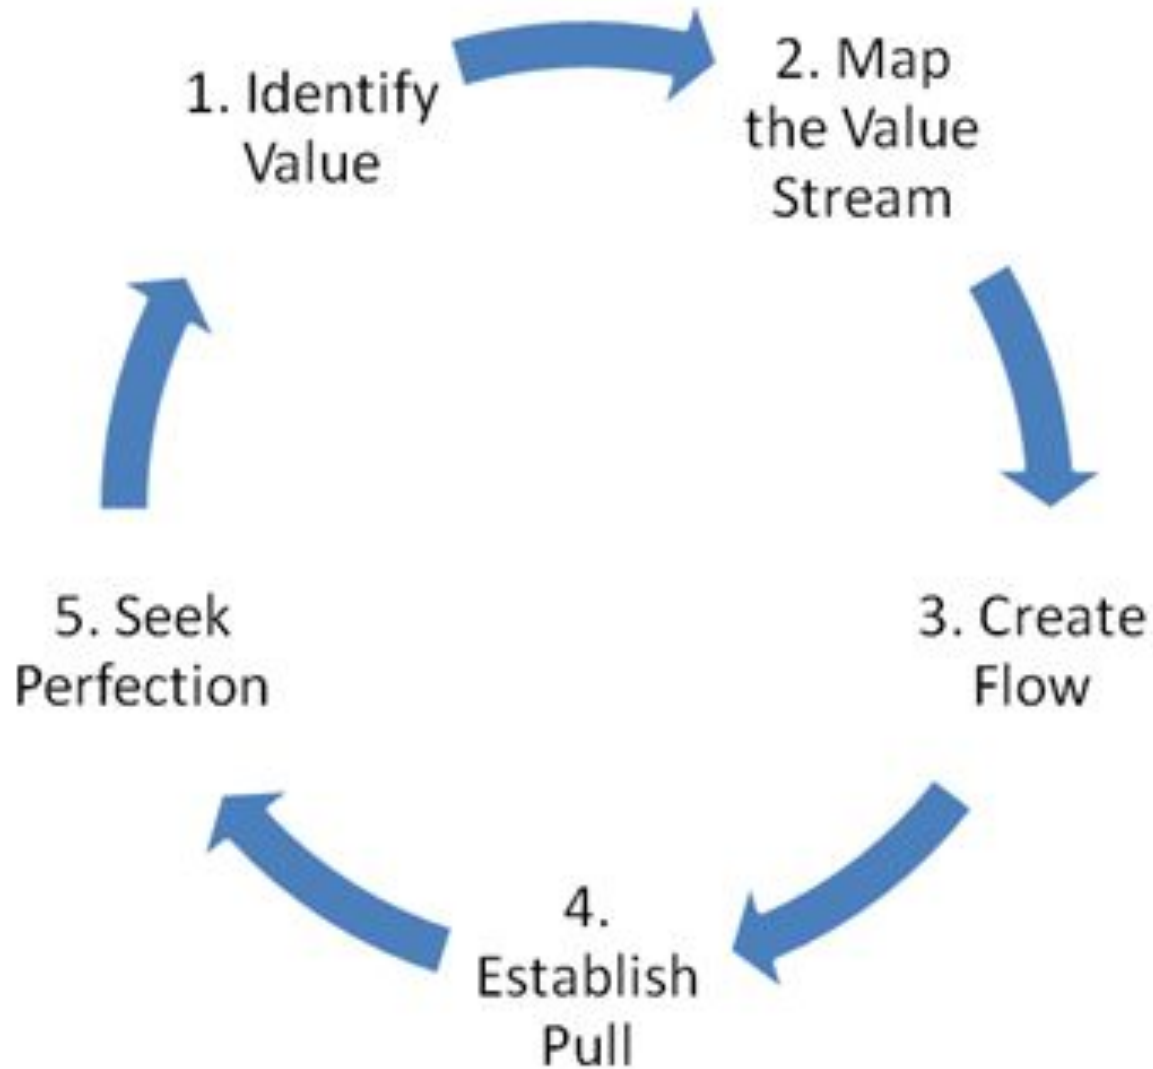 1. Identify
Value
2. Map
the Value
Stream
3. Create
Flow
4.
Establish
Pull
5. Seek
Perfection